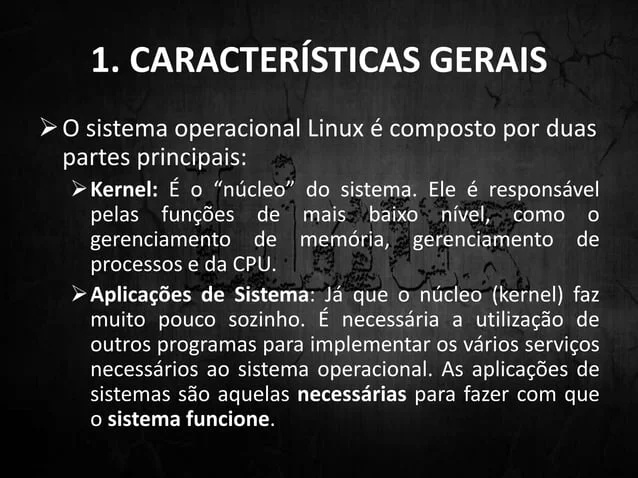 1. CARACTERÍSTICAS GERAIS
➢O sistema operacional Linux é composto por duas
partes principais:
➢Kernel: É o “núcleo” do sistema. Ele é responsável
pelas funções de mais baixo nível, como o
gerenciamento de memória, gerenciamento de
processos e da CPU.
➢Aplicações de Sistema: Já que o núcleo (kernel) faz
muito pouco sozinho. É necessária a utilização de
outros programas para implementar os vários serviços
necessários ao sistema operacional. As aplicações de
sistemas são aquelas necessárias para fazer com que
o sistema funcione.
Linux